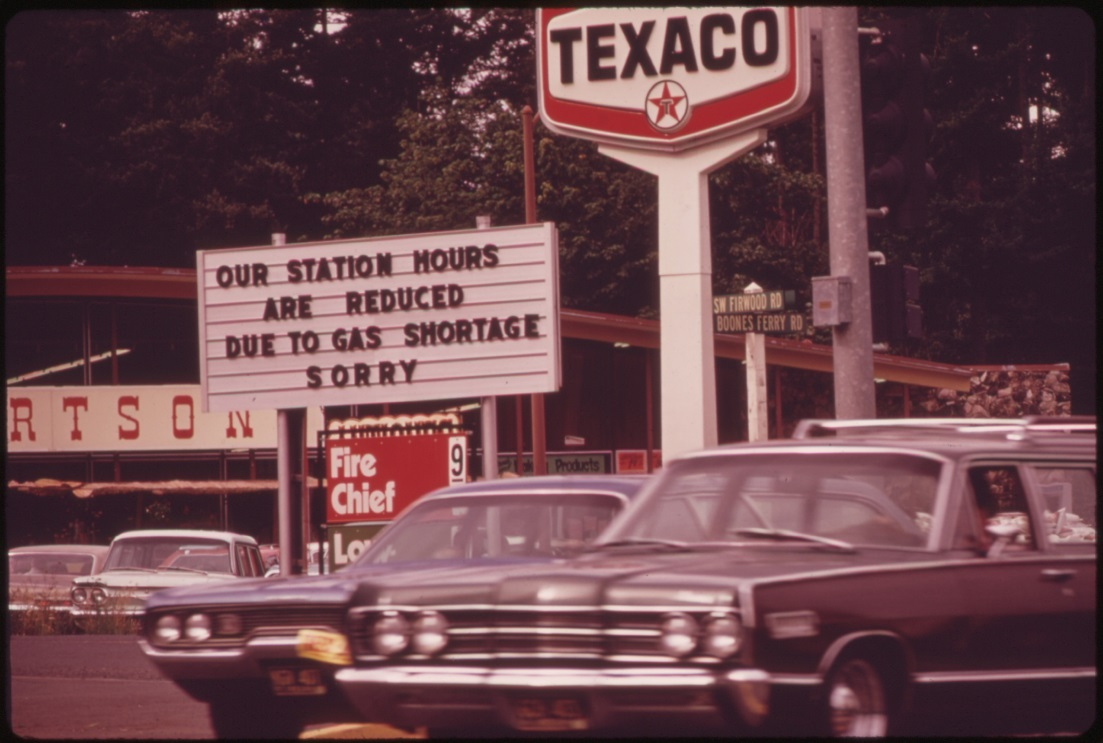 TEXACO
T
OUR STATION HOURS
ARE REDUCED
DUE TO GAS SHORTAGE
SORRY
SW FIRWOOD RD
BOONES FERRY RD
RTSON
Fire
Chief
9
Products